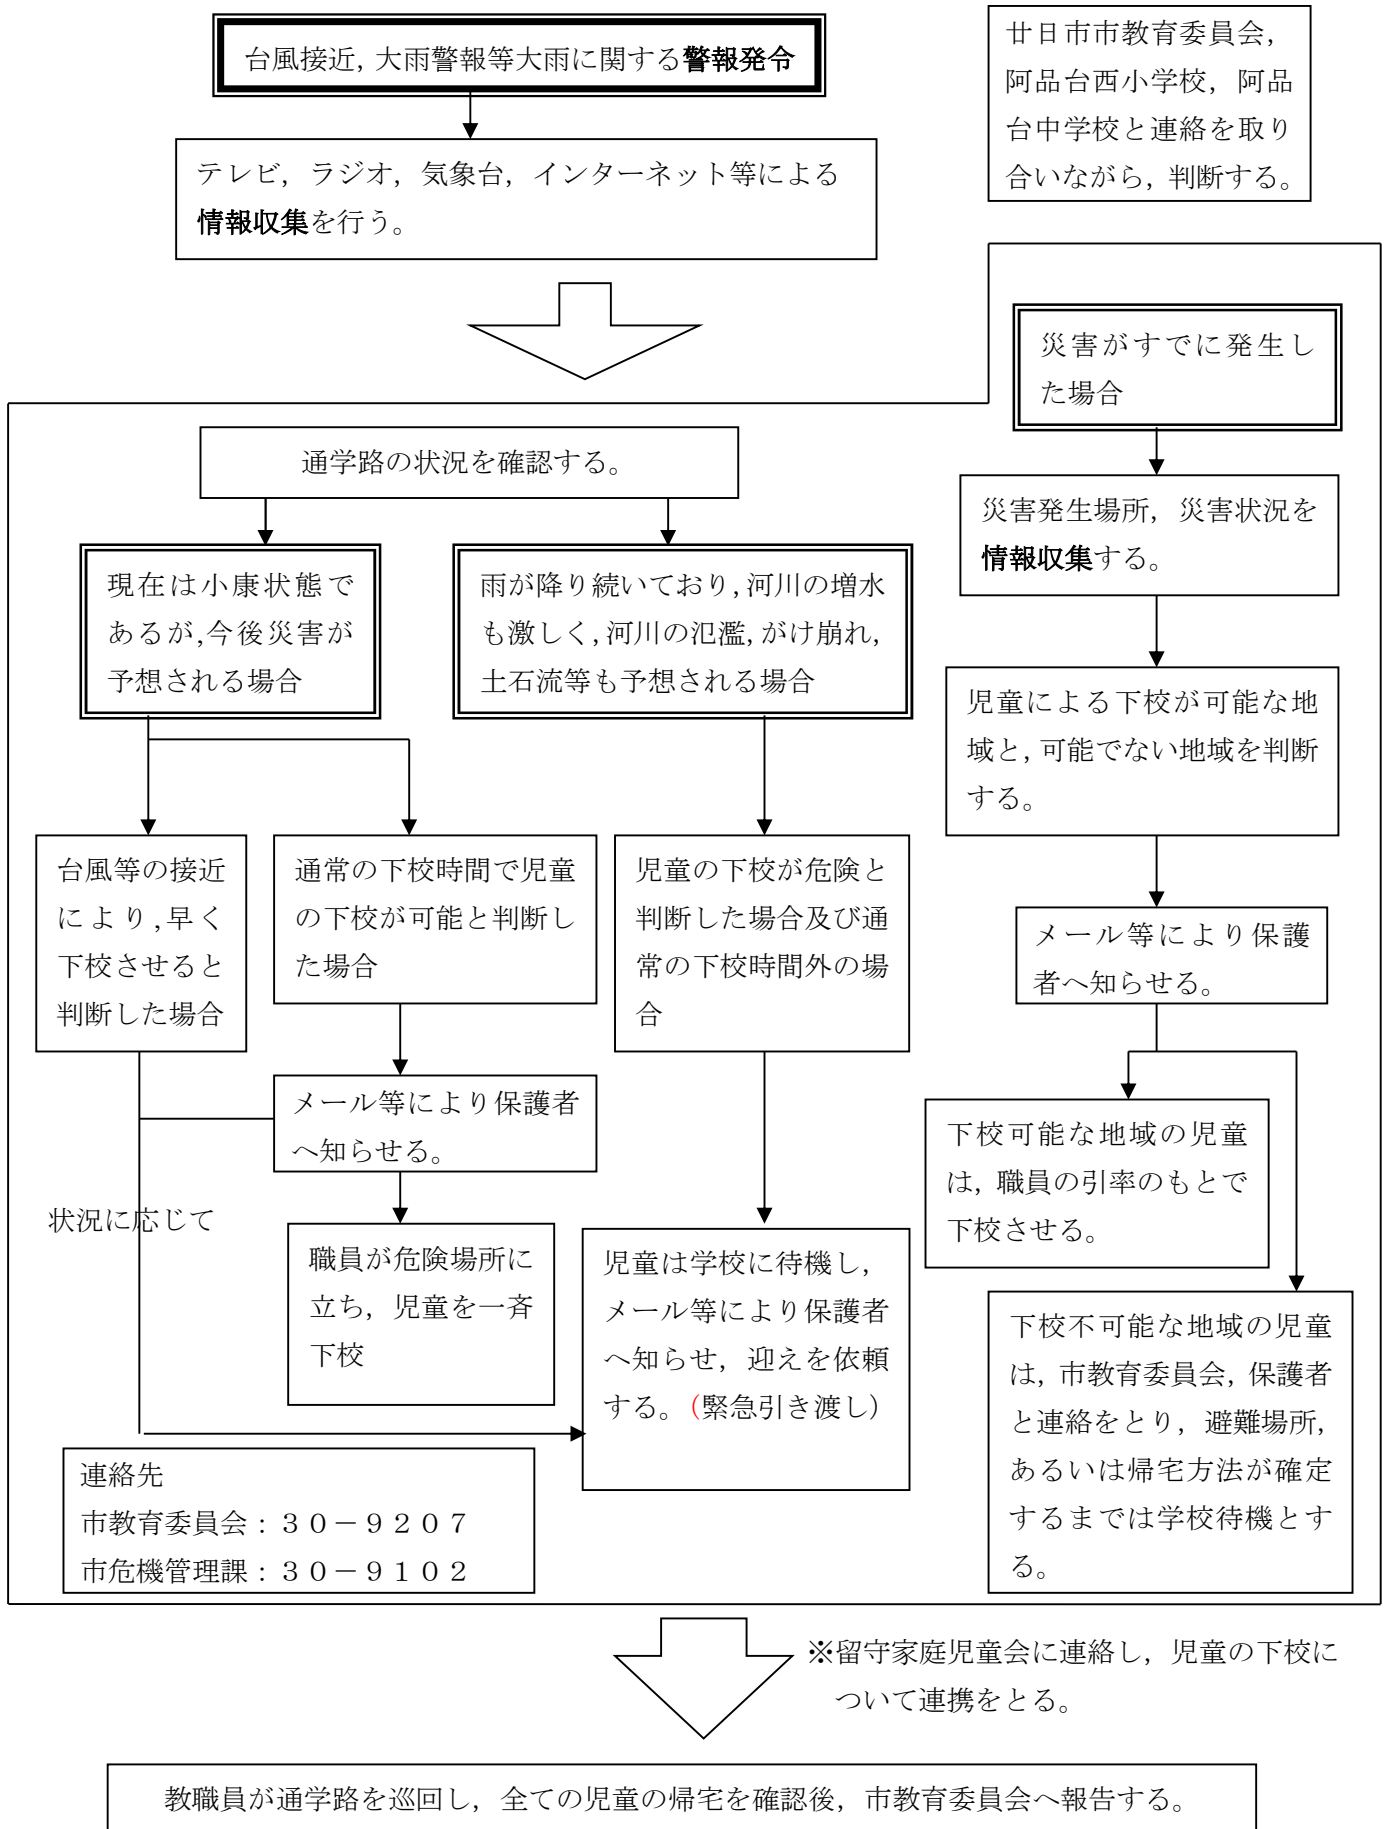 台風接近，大雨警報等大雨に関する警報発令
廿日市市教育委員会，
阿品台西小学校，阿品
台中学校と連絡を取り
合いながら，判断する。
テレビ，ラジオ，気象台，インターネット等による
情報収集を行う。
災害がすでに発生し
た場合
通学路の状況を確認する。
災害発生場所，災害状況を
情報収集する。
現在は小康状態で
あるが，今後災害が
予想される場合
雨が降り続いており，河川の増水
も激しく，河川の氾濫，がけ崩れ，
土石流等も予想される場合
児童による下校が可能な地
域と，可能でない地域を判断
する。
台風等の接近
により，早く
下校させると
判断した場合
通常の下校時間で児童
の下校が可能と判断し
た場合
児童の下校が危険と
判断した場合及び通
常の下校時間外の場
合
メール等により保護
者へ知らせる。
メール等により保護者
へ知らせる。
下校可能な地域の児童
は，職員の引率のもとで
下校させる。
状況に応じて
職員が危険場所に
立ち，児童を一斉
下校
児童は学校に待機し，
メール等により保護者
へ知らせ，迎えを依頼
する。（緊急引き渡し）
下校不可能な地域の児童
は，市教育委員会，保護者
と連絡をとり，避難場所，
あるいは帰宅方法が確定
するまでは学校待機とす
る。
連絡先
市教育委員会：３０－９２０７
市危機管理課：３０－９１０２
※留守家庭児童会に連絡し，児童の下校に
ついて連携をとる。
教職員が通学路を巡回し，全ての児童の帰宅を確認後，市教育委員会へ報告する。